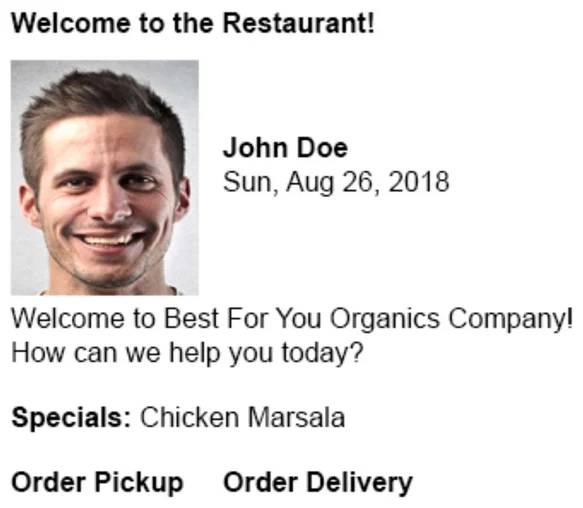 Welcome to the Restaurant!
John Doe
Sun, Aug 26, 2018
Welcome to Best For You Organics Company!
How can we help you today?
Specials: Chicken Marsala
Order Pickup Order Delivery